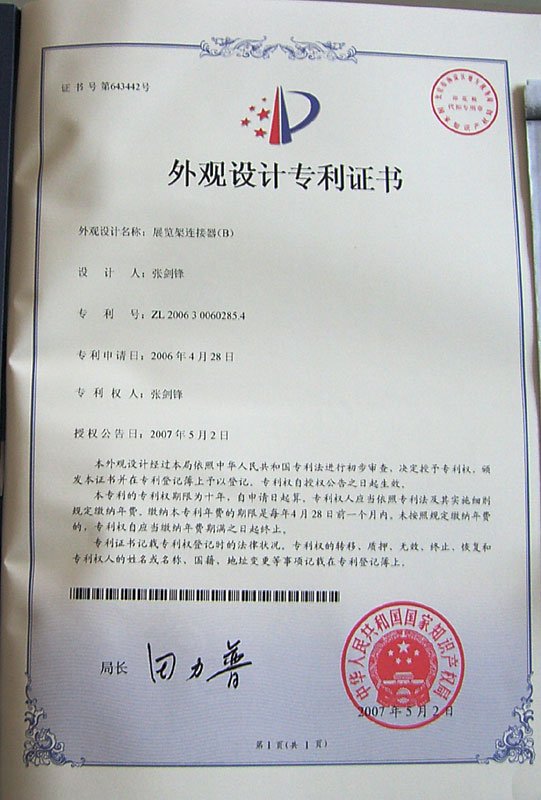 证书号第643442号
外观设计专利证书
外观设计名称：展览架连接器(B)
设计人：张剑锋
专利号：ZL 2006 3 0060285.4
专利申请日：2006年4月28日
专利权人：张剑锋
授权公告日：2007年5月2日
本外观设计经过本局依照中华人民共和国专利法进行初步审查，决定授予专利权，颁
发本证书并在专利登记簿上予以登记。专利权自授权公告之日起生效。
本专利的专利权期限为十年，自申请日起算。专利权人应当依照专利法及其实施细则
规定缴纳年费。缴纳本专利年费的期限是每年4月28日前一个月内。未按照规定缴纳年费
的，专利权自应当缴纳年费期满之日起终止。
专利证书记载专利权登记时的法律状况。专利权的转移、质押、无效、终止、恢复和
专利权人的姓名或名称、国籍、地址变更等事项记载在专利登记簿上。
局长
田力普
中华人民共和国国家知识产权局
2007年5月2日
第1页(共1页)